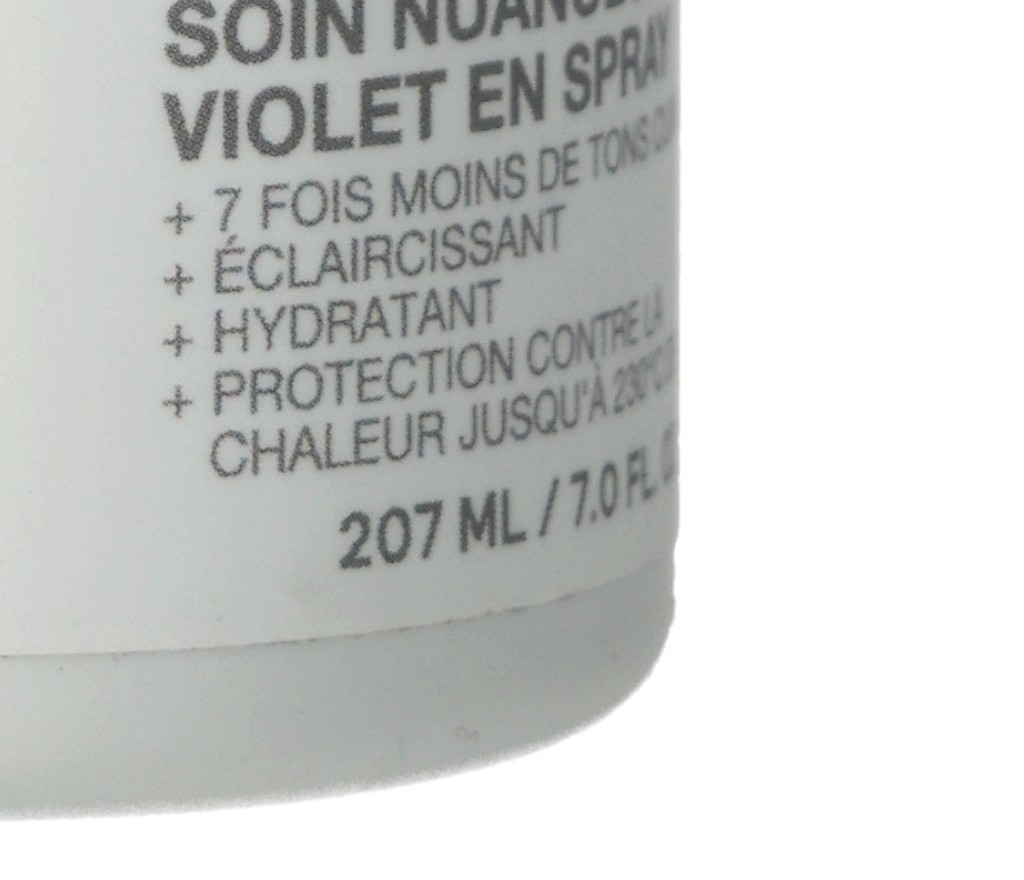 SOIN
VIOLET EN SPRAY
+ 7 FOIS MOINS DE TONS
+ ÉCLAIRCISSANT
+ HYDRATANT
+ PROTECTION CONTRE LA
CHALEUR JUSQU'À 230°C
207 ML / 7.0 FL.